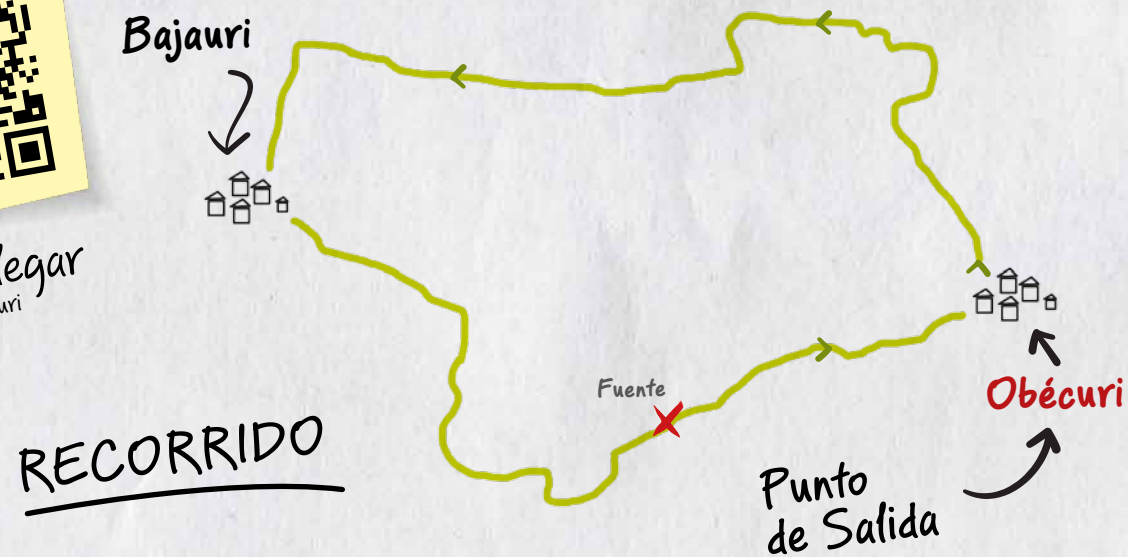 Bajauri
Fuente
Obécuri
RECORRIDO
Punto
de Salida